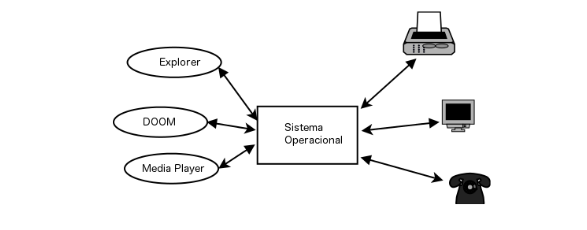 Explorer
DOOM
Media Player
Sistema
Operacional